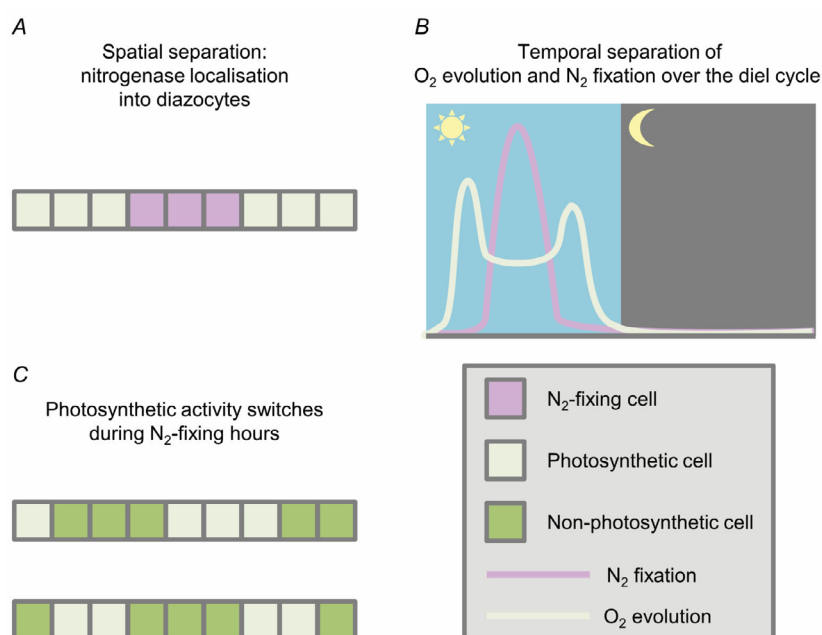 A
Spatial separation:
nitrogenase localisation
into diazocytes
B
Temporal separation of
O₂ evolution and N₂ fixation over the diel cycle
C
Photosynthetic activity switches
during N₂-fixing hours
N₂-fixing cell
Photosynthetic cell
Non-photosynthetic cell
N₂ fixation
O₂ evolution